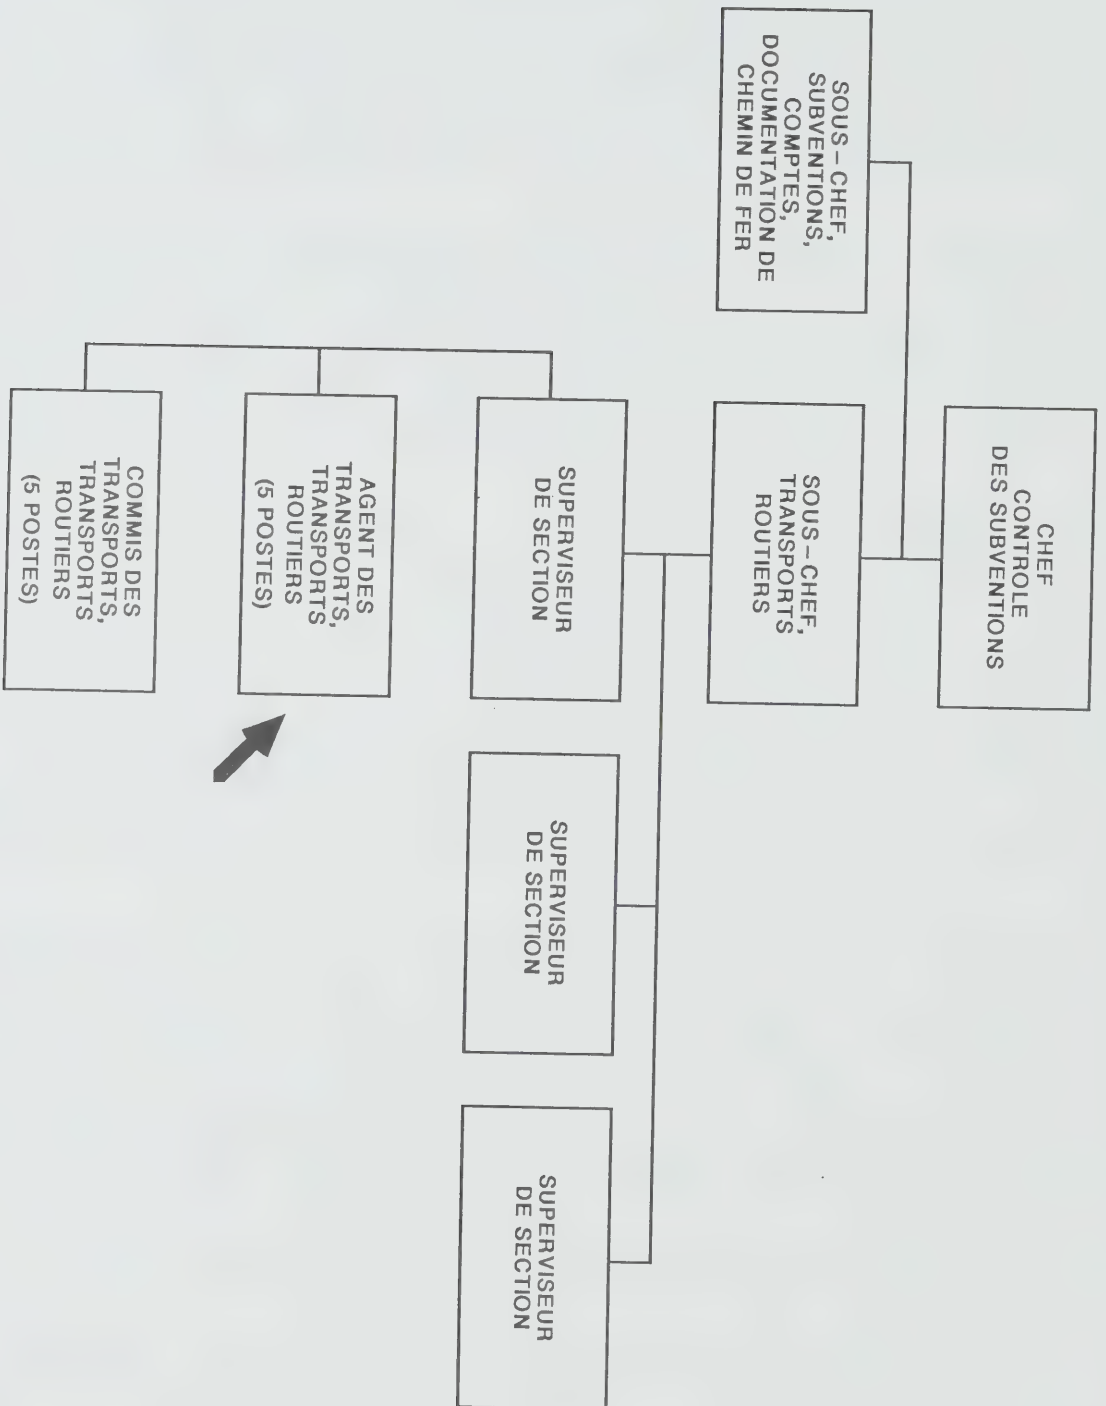 CHEF
CONTROLE
DES SUBVENTIONS
SOUS-CHEF,
SUBVENTIONS,
COMPTES,
DOCUMENTATION DE
CHEMIN DE FER
SOUS-CHEF,
TRANSPORTS
ROUTIERS
SUPERVISEUR
DE SECTION
SUPERVISEUR
DE SECTION
SUPERVISEUR
DE SECTION
AGENT DES
TRANSPORTS,
TRANSPORTS
ROUTIERS
(5 POSTES)
COMMIS DES
TRANSPORTS,
TRANSPORTS
ROUTIERS
(5 POSTES)